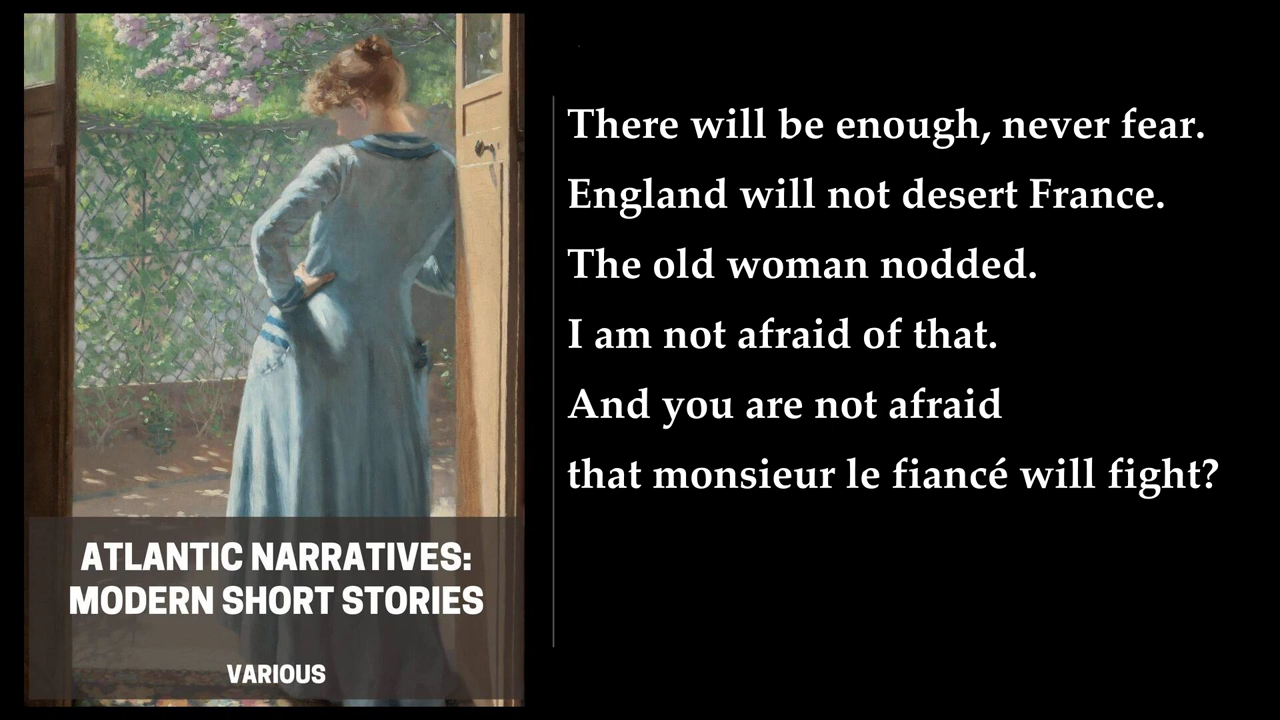 ATLANTIC NARRATIVES:
MODERN SHORT STORIES
VARIOUS
There will be enough, never fear.
England will not desert France.
The old woman nodded.
I am not afraid of that.
And you are not afraid
that monsieur le fiancé will fight?